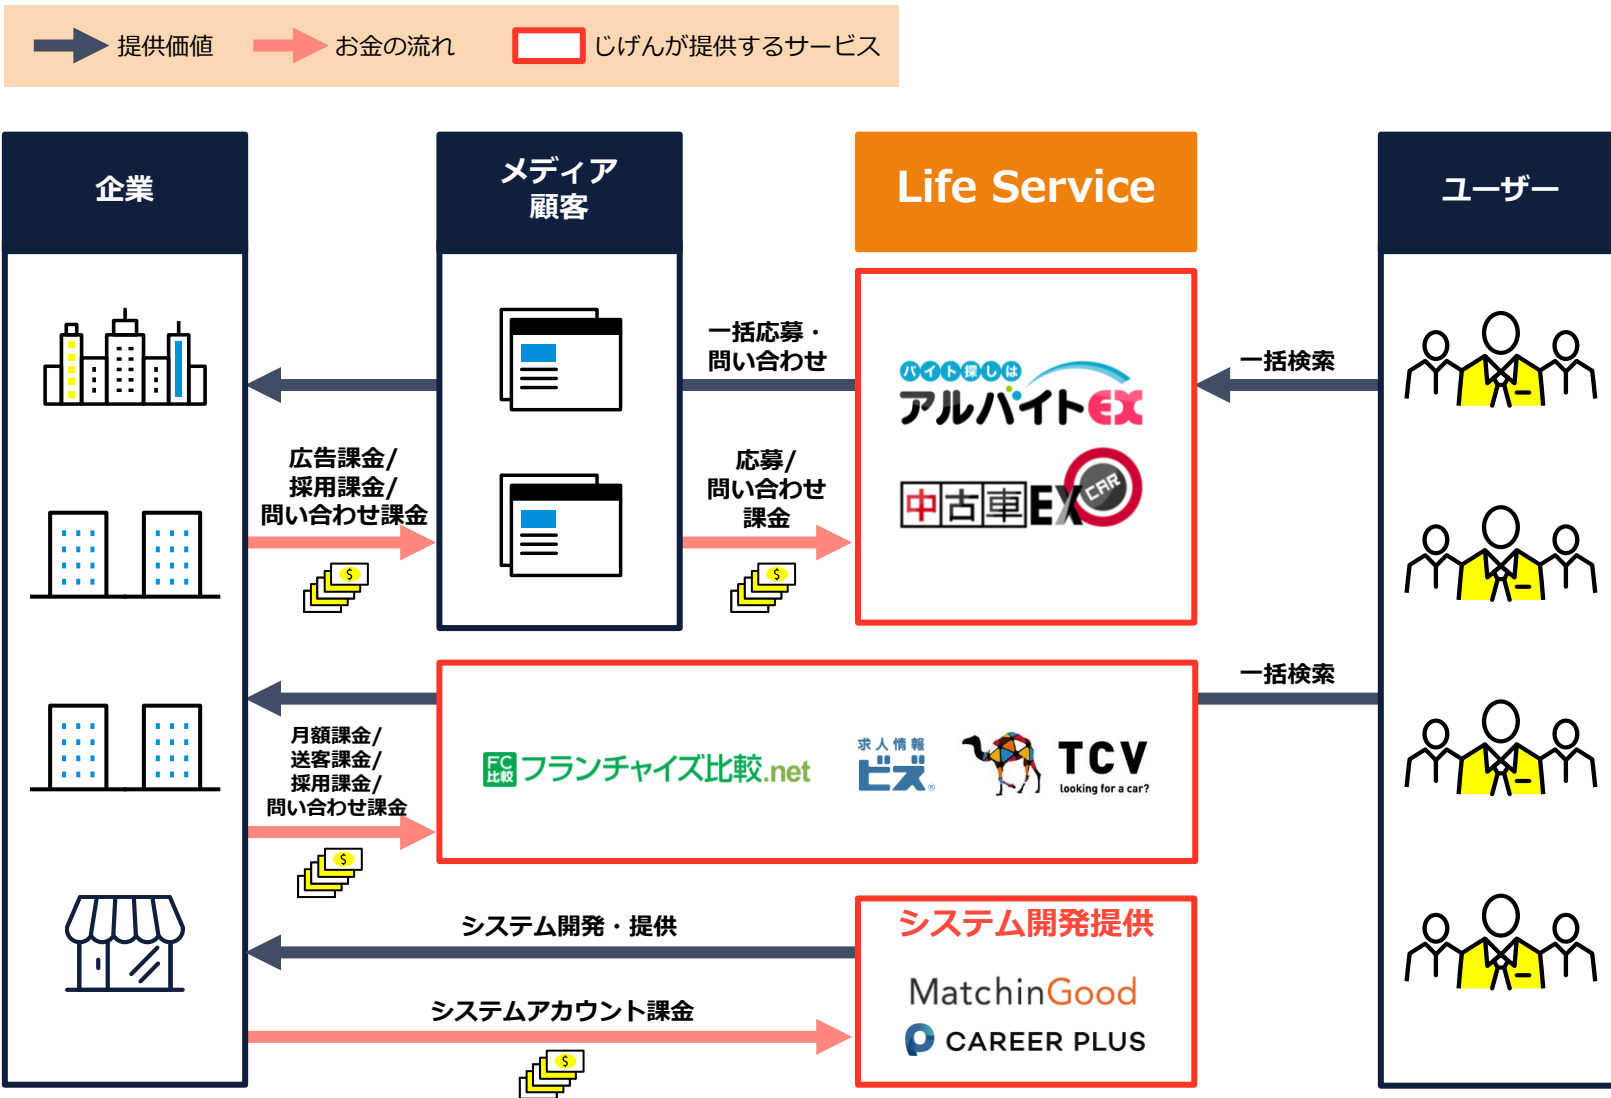 提供価値
お金の流れ
じげんが提供するサービス
企業
メディア
顧客
Life Service
ユーザー
一括応募・
問い合わせ
一括検索
バイト探しは
アルバイトEX
中古車EX
CAR
広告課金/
採用課金/
問い合わせ課金
応募/
問い合わせ
課金
$
$
一括検索
FC
比較
フランチャイズ比較.net
求人情報
ビズ®
TCV
looking for a car?
月額課金/
送客課金/
採用課金/
問い合わせ課金
$
システム開発・提供
システム開発提供
MatchinGood
CAREER PLUS
システムアカウント課金
$